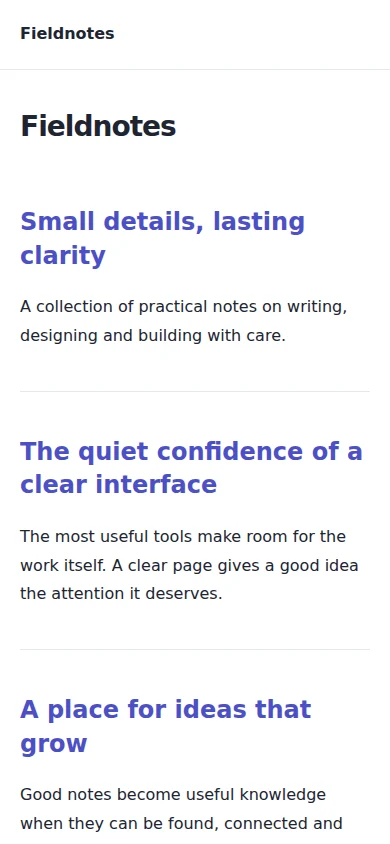 Fieldnotes
Fieldnotes
Small details, lasting
clarity
A collection of practical notes on writing,
designing and building with care.
The quiet confidence of a
clear interface
The most useful tools make room for the
work itself. A clear page gives a good idea
the attention it deserves.
A place for ideas that
grow
Good notes become useful knowledge
when they can be found, connected and